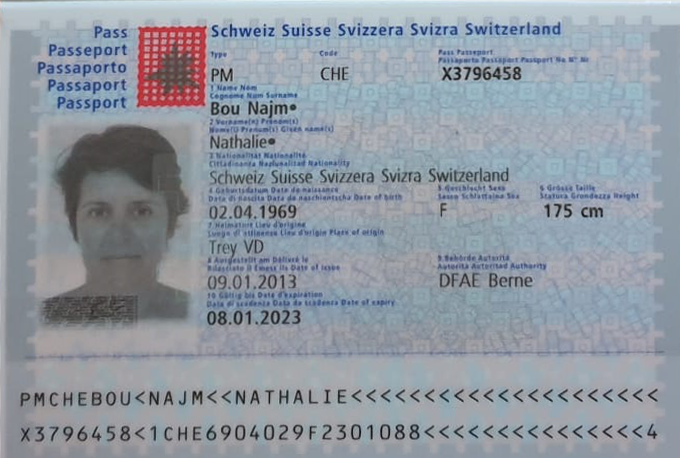 Pass
Passeport
Passaporto
Passaport
Passport
Schweiz Suisse Svizzera Svizra Switzerland
Type
Code
Pass Passeport
Passaporto Passaport Passport No. N° Nr
PM
CHE
X3796458
1 Name Nom
Cognome Num Surname
Bou Najm•
2 Vorname(n) Prénom(s)
Nome(i) Prenum(s) Given name(s)
Nathalie•
3 Nationalität Nationalité
Cittadinanza Naziunalitad Nationality
Schweiz Suisse Svizzera Svizra Switzerland
4 Geburtsdatum Date de naissance
Data di nascita Data da naschientscha Date of birth
5 Geschlecht Sexe
Sesso Schlattaina Sex
6 Grösse Taille
Statura Grondezza Height
02.04.1969
F
175 cm
7 Heimatort Lieu d'origine
Luogo di attinenza Lieu d'origin Place of origin
Trey VD
8 Ausgestellt am Délivré le
Rilasciato il Emess ils Date of issue
9 Behörde Autorité
Autorità Autoritad Authority
09.01.2013
DFAE Berne
10 Gültig bis Date d'expiration
Data di scadenza Data da scadenza Date of expiry
08.01.2023
PMCHEBOU<NAJM<<NATHALIE<<<<<<<<<<<<<<<<<<<<<
X3796458<1CHE6904029F2301088<<<<<<<<<<<<<<<4